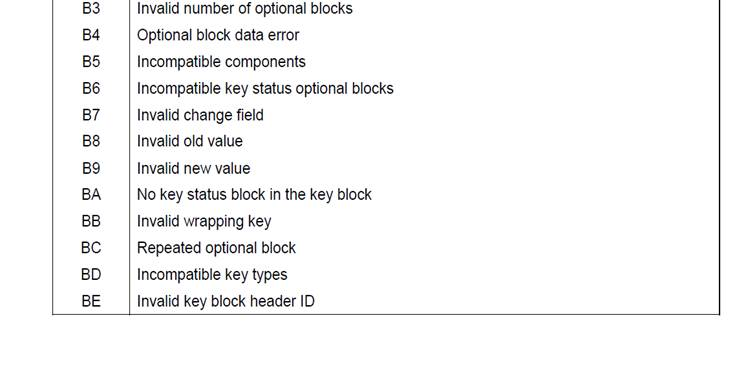 B3 Invalid number of optional blocks
B4 Optional block data error
B5 Incompatible components
B6 Incompatible key status optional blocks
B7 Invalid change field
B8 Invalid old value
B9 Invalid new value
BA No key status block in the key block
BB Invalid wrapping key
BC Repeated optional block
BD Incompatible key types
BE Invalid key block header ID